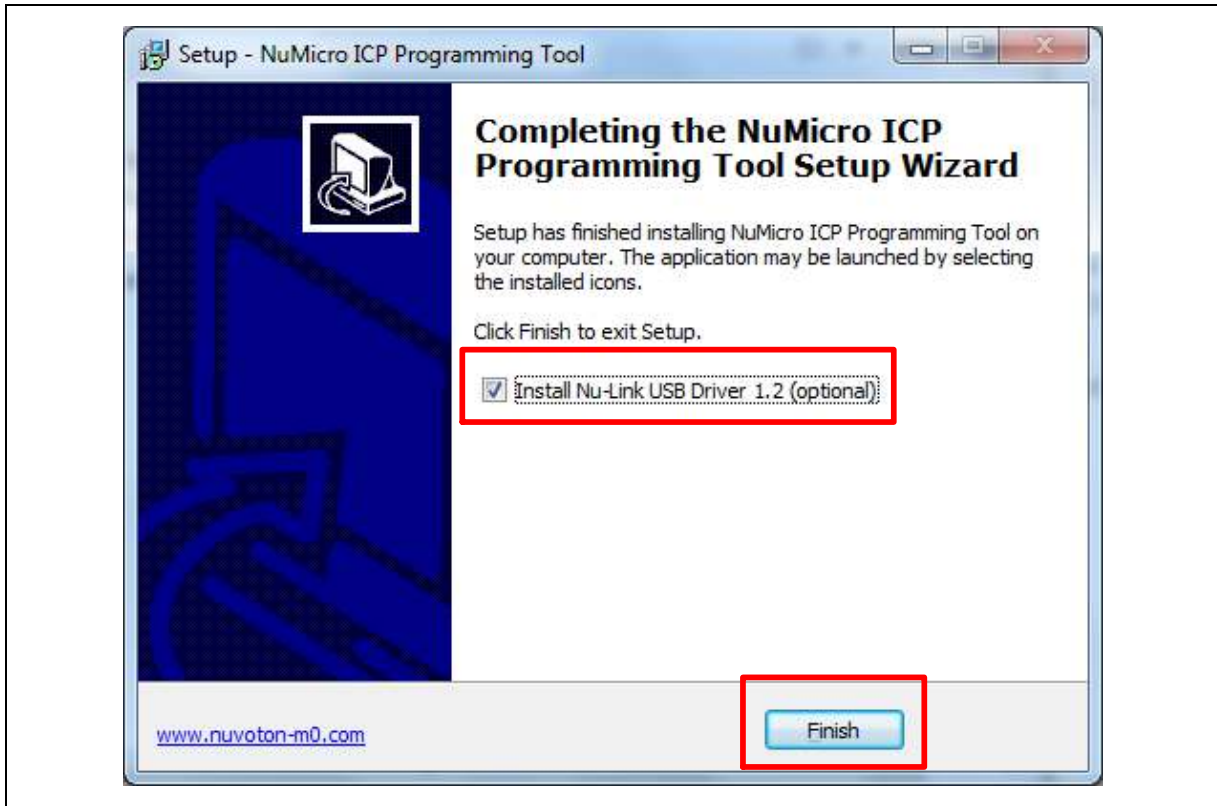 Setup - NuMicro ICP Programming Tool
Completing the NuMicro ICP
Programming Tool Setup Wizard
Setup has finished installing NuMicro ICP Programming Tool on
your computer. The application may be launched by selecting
the installed icons.
Click Finish to exit Setup.
Install Nu-Link USB Driver 1.2 (optional)
www.nuvoton-m0.com
Finish